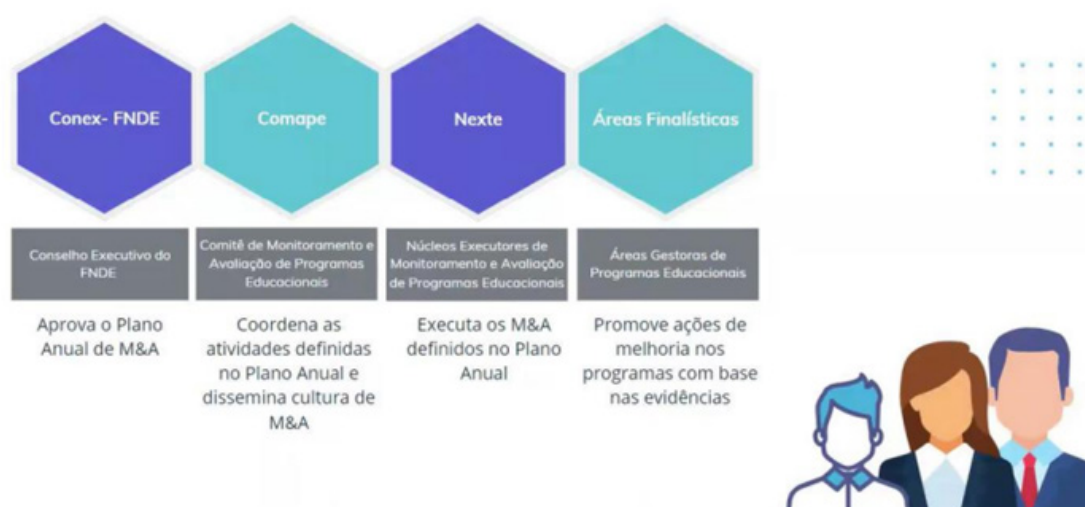 Conex- FNDE
Comape
Nexte
Áreas Finalísticas
Conselho Executivo do
FNDE
Comitê de Monitoramento e
Avaliação de Programas
Educacionais
Núcleos Executores de
Monitoramento e Avaliação
de Programas Educacionais
Áreas Gestoras de
Programas Educacionais
Aprova o Plano
Anual de M&A
Coordena as
atividades definidas
no Plano Anual e
dissemina cultura de
M&A
Executa os M&A
definidos no Plano
Anual
Promove ações de
melhoria nos
programas com base
nas evidências